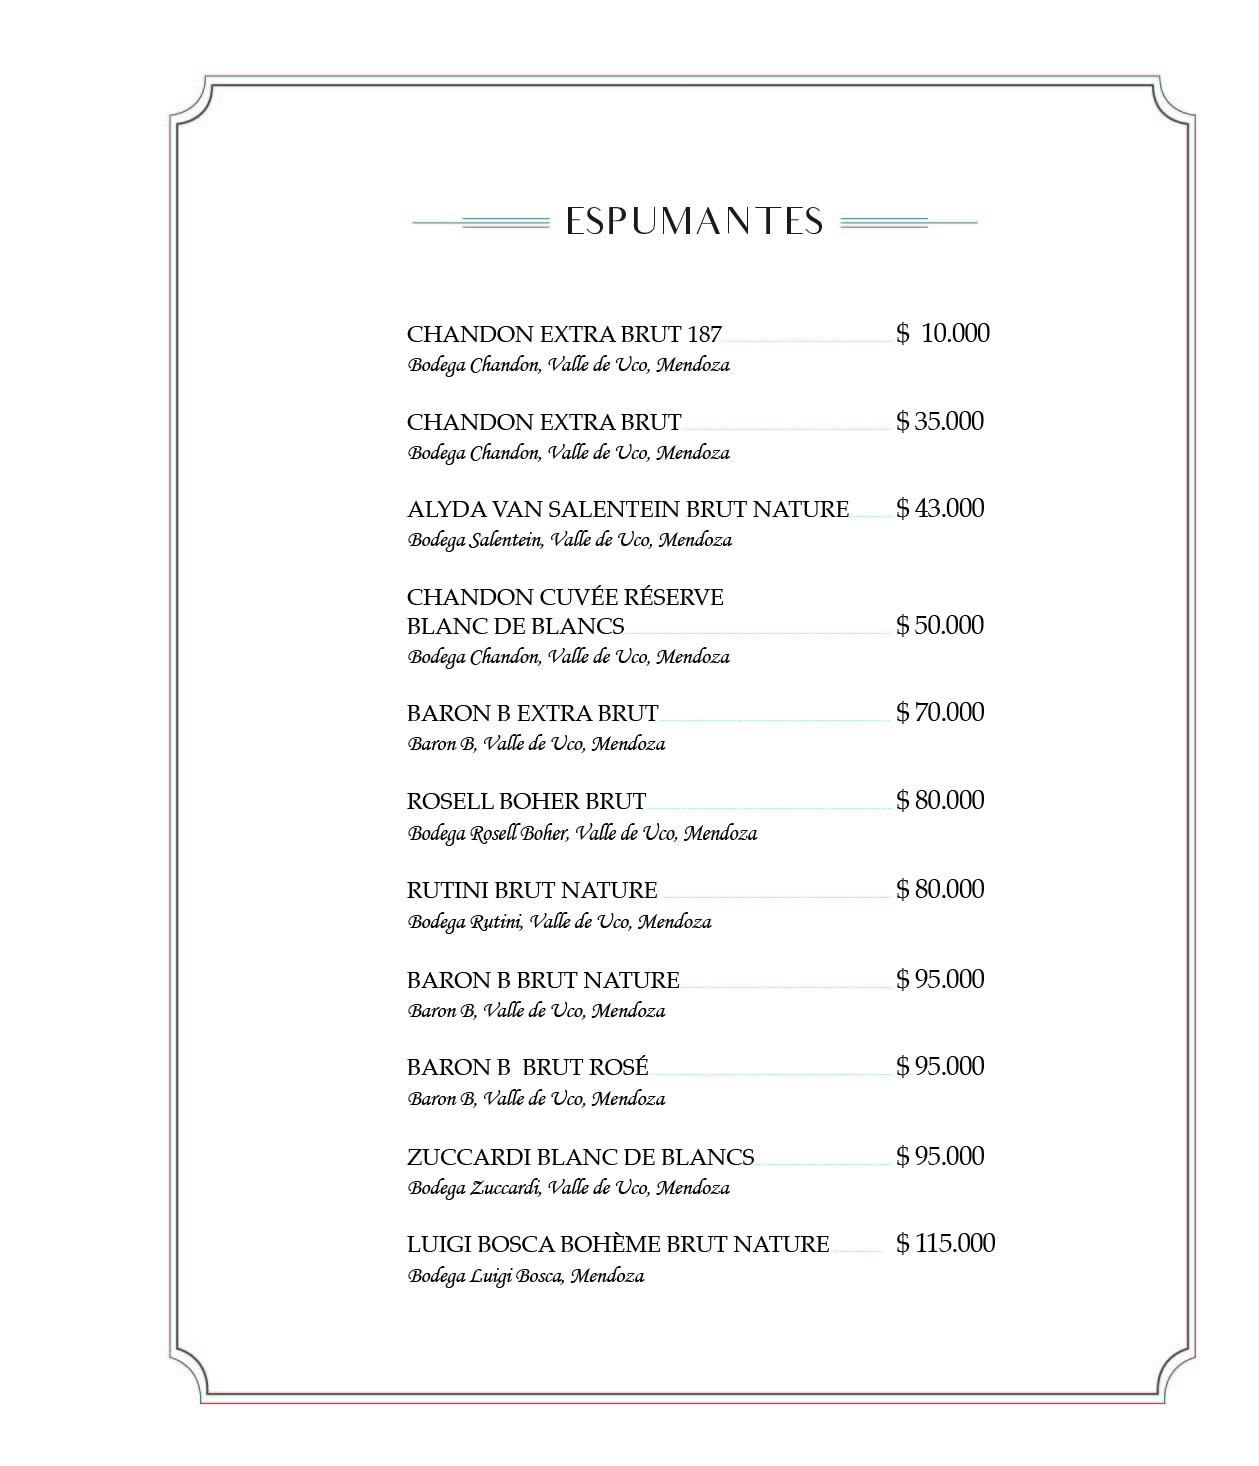 ESPUMANTES
CHANDON EXTRA BRUT 187 $ 10.000
Bodega Chandon, Valle de Uco, Mendoza
CHANDON EXTRA BRUT $ 35.000
Bodega Chandon, Valle de Uco, Mendoza
ALYDA VAN SALENTEIN BRUT NATURE $ 43.000
Bodega Salentein, Valle de Uco, Mendoza
CHANDON CUVÉE RÉSERVE
BLANC DE BLANCS $ 50.000
Bodega Chandon, Valle de Uco, Mendoza
BARON B EXTRA BRUT $ 70.000
Baron B, Valle de Uco, Mendoza
ROSELL BOHER BRUT $ 80.000
Bodega Rosell Boher, Valle de Uco, Mendoza
RUTINI BRUT NATURE $ 80.000
Bodega Rutini, Valle de Uco, Mendoza
BARON B BRUT NATURE $ 95.000
Baron B, Valle de Uco, Mendoza
BARON B BRUT ROSÉ $ 95.000
Baron B, Valle de Uco, Mendoza
ZUCCARDI BLANC DE BLANCS $ 95.000
Bodega Zuccardi, Valle de Uco, Mendoza
LUIGI BOSCA BOHÈME BRUT NATURE $ 115.000
Bodega Luigi Bosca, Mendoza